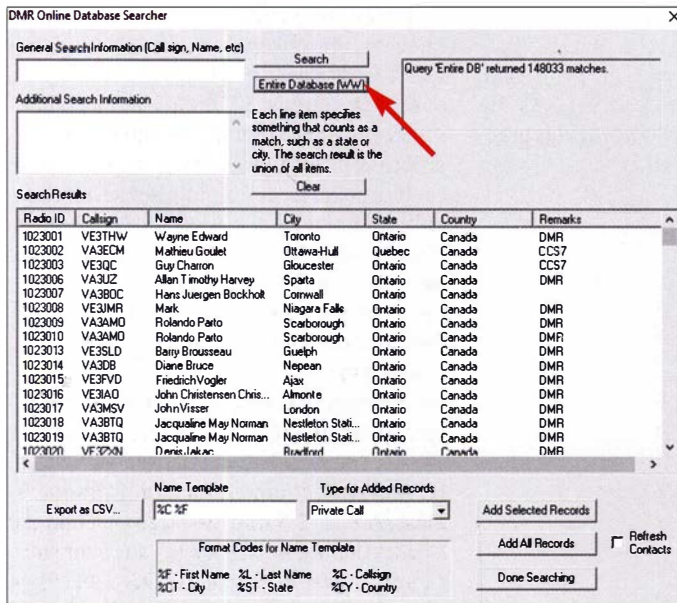 DMR Online Database Searcher
General Search Information (Call sign, Name, etc)
Search
Entire Database (WW)
Query 'Entire DB' returned 148033 matches.
Additional Search Information
Each line item specifies
something that counts as a
match, such as a state or
city. The search result is the
union of all items.
Clear
Search Results
Radio ID Callsign Name City State Country Remarks
1023001 VE3THW Wayne Edward Toronto Ontario Canada DMR
1023002 VA3ECM Mathieu Goulet Ottawa-Hull Quebec Canada CCS7
1023003 VE3QC Guy Charron Gloucester Ontario Canada CCS7
1023006 VA3UZ Allan Timothy Harvey Sparta Ontario Canada DMR
1023007 VA3BOC Hans Juergen Bockholt Cornwall Ontario Canada
1023008 VE3JMR Mark Niagara Falls Ontario Canada DMR
1023009 VA3AMO Rolando Parto Scarborough Ontario Canada DMR
1023010 VA3AMO Rolando Parto Scarborough Ontario Canada DMR
1023013 VE3SLD Barry Brousseau Guelph Ontario Canada DMR
1023014 VA3DB Diane Bruce Nepean Ontario Canada DMR
1023015 VE3FVD Friedrich Vogler Ajax Ontario Canada DMR
1023016 VE3IAO John Christensen Chris... Almonte Ontario Canada DMR
1023017 VA3MSV John Visser London Ontario Canada DMR
1023018 VA3BTQ Jacqualine May Norman Nestleton Stati... Ontario Canada DMR
1023019 VA3BTQ Jacqualine May Norman Nestleton Stati... Ontario Canada DMR
1023020 VE3ZXN Denis Jakac Bradford Ontario Canada DMR
Name Template Type for Added Records
Export as CSV... %C %F Private Call Add Selected Records
Add All Records Refresh
Contacts
Format Codes for Name Template
%F - First Name %L - Last Name %C - Callsign
%CT - City %ST - State %CY - Country
Done Searching